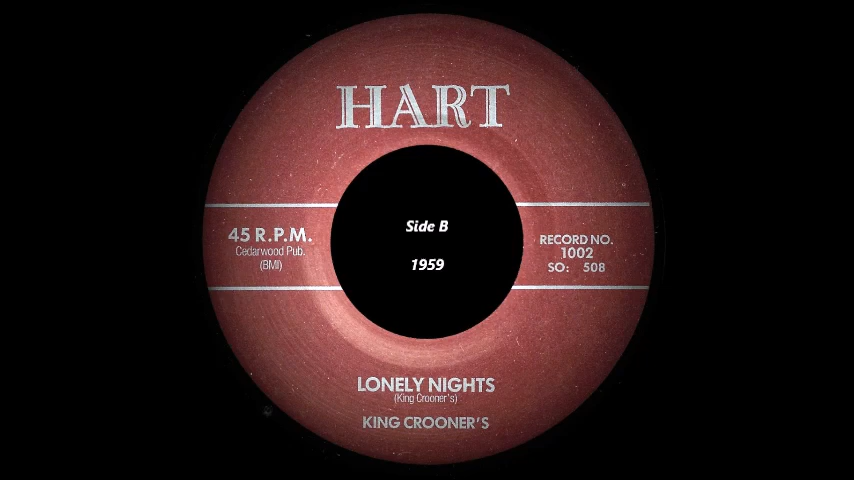 HART
Side B
1959
45 R.P.M.
Cedarwood Pub.
(BMI)
RECORD NO.
1002
SO: 508
LONELY NIGHTS
(King Crooner's)
KING CROONER'S